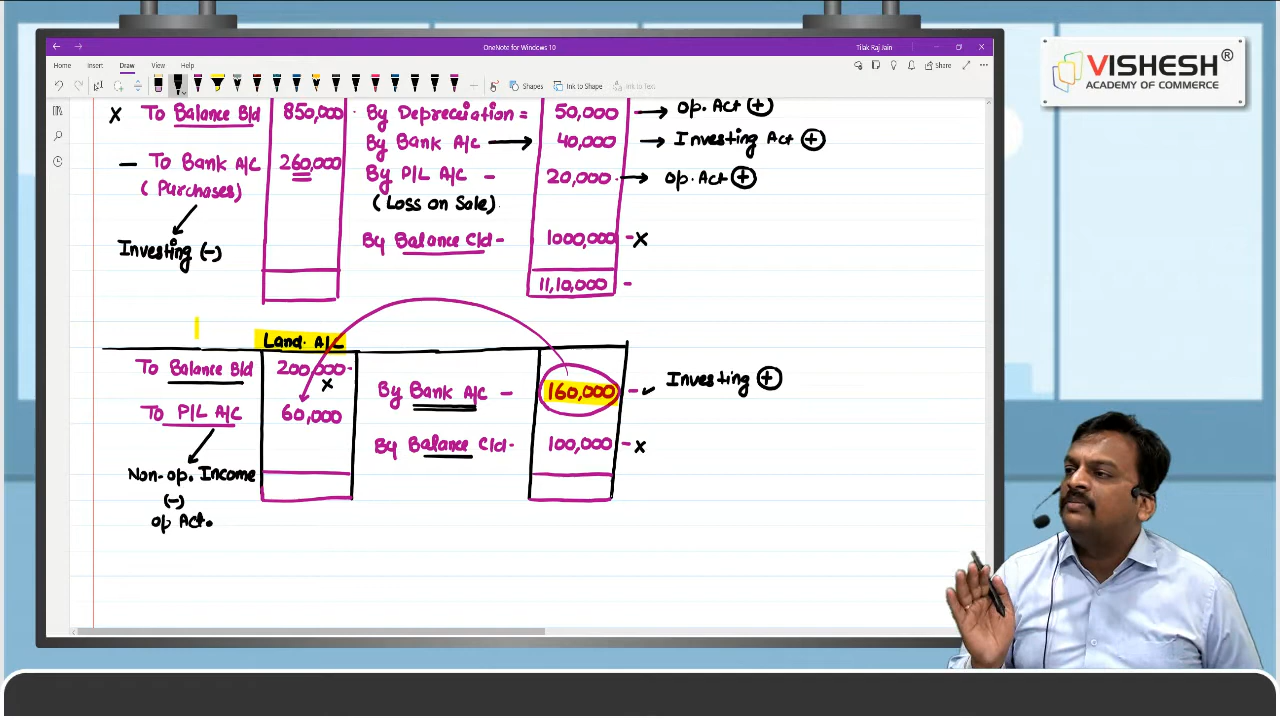 OneNote for Windows 10
Tilak Raj Jain
Home Insert Draw View Help
Share
Shapes
Ink to Shape
Ink to Text
VISHESH®
ACADEMY OF COMMERCE
X To Balance B/d 850,000 By Depreciation = 50,000 → op. Act (+)
By Bank A/C → 40,000 → Investing Act (+)
— To Bank A/C 260,000 By P/L A/C - 20,000 → op. Act (+)
(Purchases) (Loss on Sale)
Investing (-) By Balance C/d - 1000,000 - X
11,10,000 -
Land. A/C
To Balance B/d 200,000 -
X
By Bank A/C - 160,000 - Investing (+)
To P/L A/C 60,000
By Balance C/d - 100,000 - X
Non-op. Income
(-)
op Act.